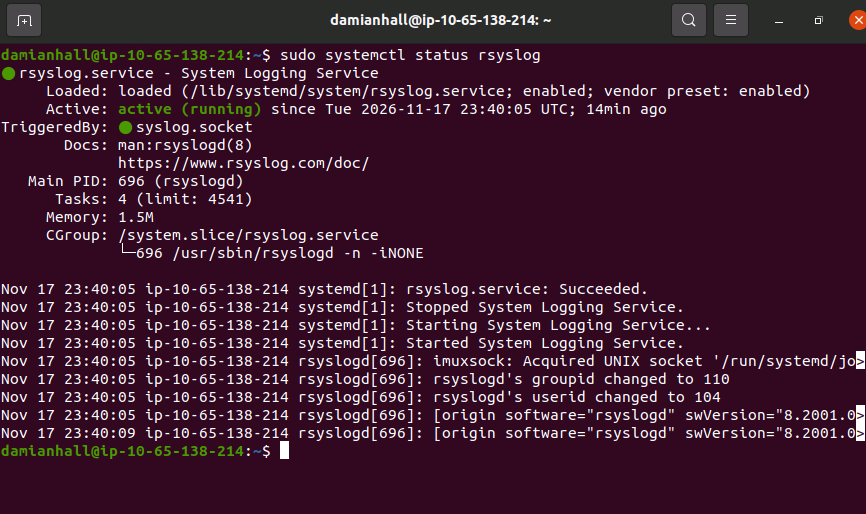 damianhall@ip-10-65-138-214: ~
damianhall@ip-10-65-138-214:~$ sudo systemctl status rsyslog
● rsyslog.service - System Logging Service
     Loaded: loaded (/lib/systemd/system/rsyslog.service; enabled; vendor preset: enabled)
     Active: active (running) since Tue 2026-11-17 23:40:05 UTC; 14min ago
TriggeredBy: ● syslog.socket
       Docs: man:rsyslogd(8)
             https://www.rsyslog.com/doc/
   Main PID: 696 (rsyslogd)
      Tasks: 4 (limit: 4541)
     Memory: 1.5M
     CGroup: /system.slice/rsyslog.service
             └─696 /usr/sbin/rsyslogd -n -iNONE
Nov 17 23:40:05 ip-10-65-138-214 systemd[1]: rsyslog.service: Succeeded.
Nov 17 23:40:05 ip-10-65-138-214 systemd[1]: Stopped System Logging Service.
Nov 17 23:40:05 ip-10-65-138-214 systemd[1]: Starting System Logging Service...
Nov 17 23:40:05 ip-10-65-138-214 systemd[1]: Started System Logging Service.
Nov 17 23:40:05 ip-10-65-138-214 rsyslogd[696]: imuxsock: Acquired UNIX socket '/run/systemd/jo>
Nov 17 23:40:05 ip-10-65-138-214 rsyslogd[696]: rsyslogd's groupid changed to 110
Nov 17 23:40:05 ip-10-65-138-214 rsyslogd[696]: rsyslogd's userid changed to 104
Nov 17 23:40:05 ip-10-65-138-214 rsyslogd[696]: [origin software="rsyslogd" swVersion="8.2001.0>
Nov 17 23:40:09 ip-10-65-138-214 rsyslogd[696]: [origin software="rsyslogd" swVersion="8.2001.0>
damianhall@ip-10-65-138-214:~$